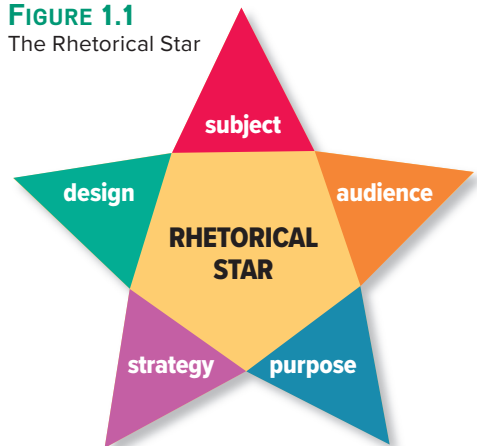 FIGURE 1.1
The Rhetorical Star
subject
design
audience
RHETORICAL
STAR
strategy
purpose